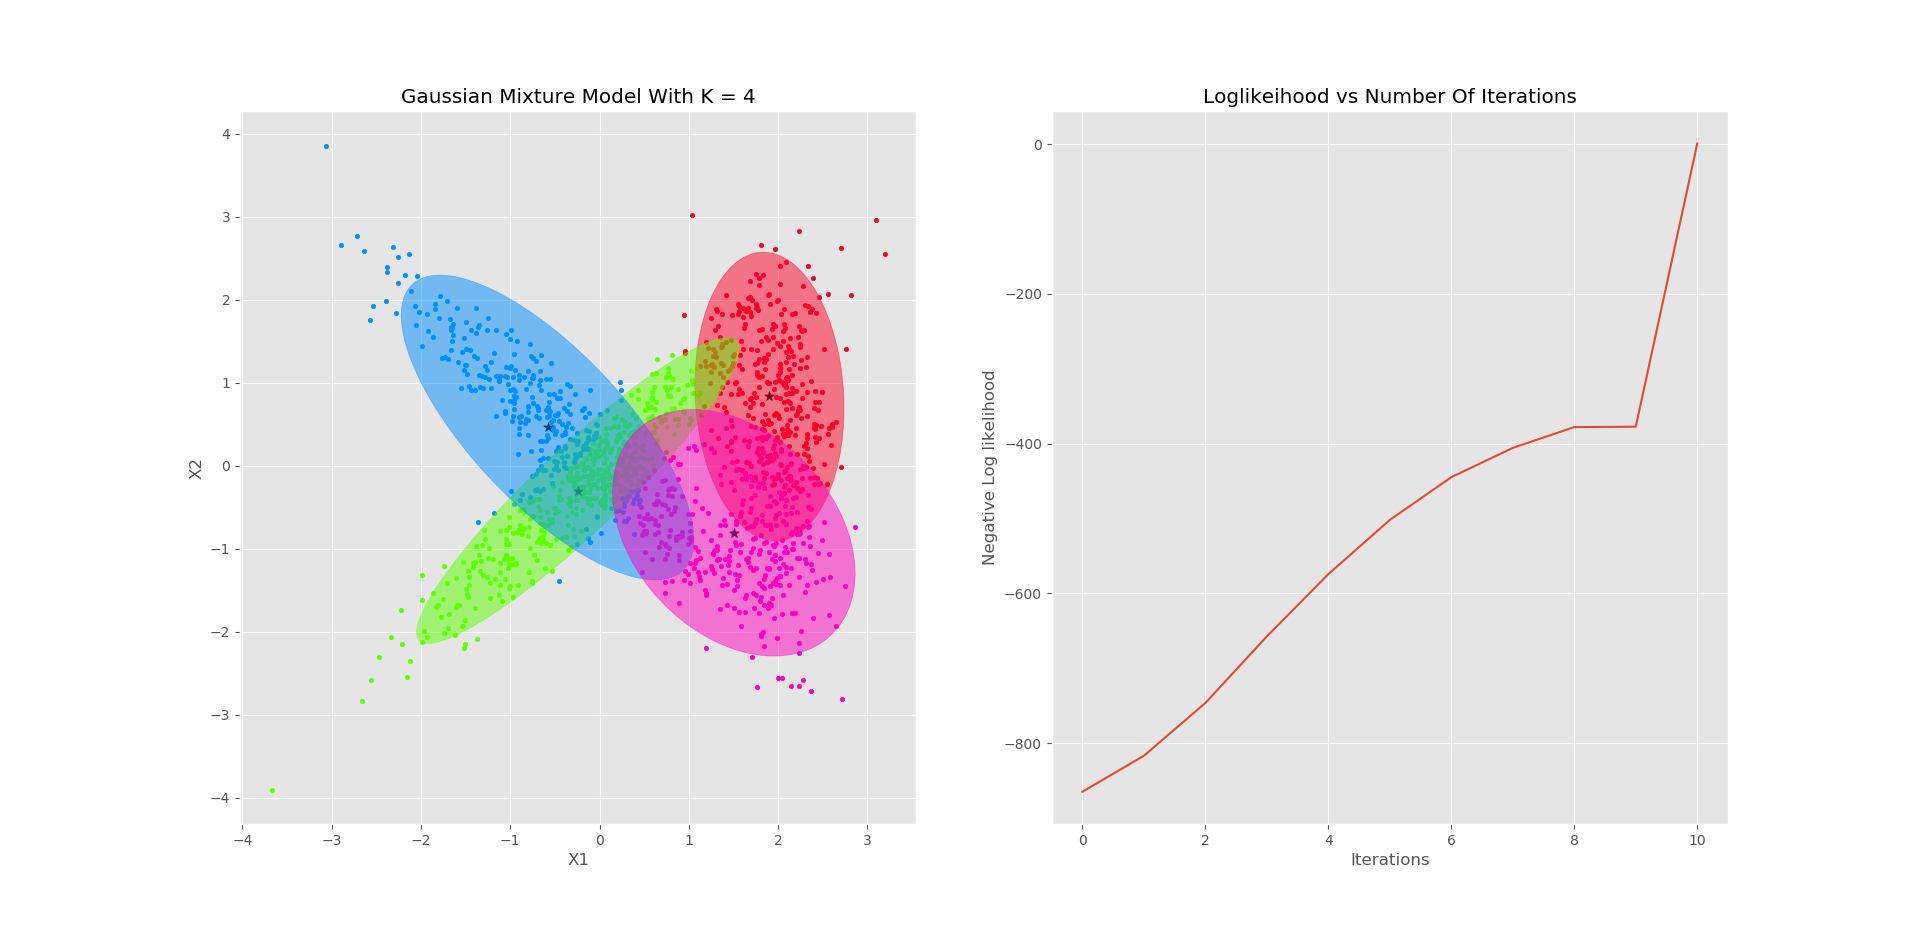 Gaussian Mixture Model With K = 4
4
3
2
1
0
−1
−2
−3
−4
X2
−4 −3 −2 −1 0 1 2 3
X1
Loglikeihood vs Number Of Iterations
0
−200
−400
−600
−800
Negative Log likelihood
0 2 4 6 8 10
Iterations